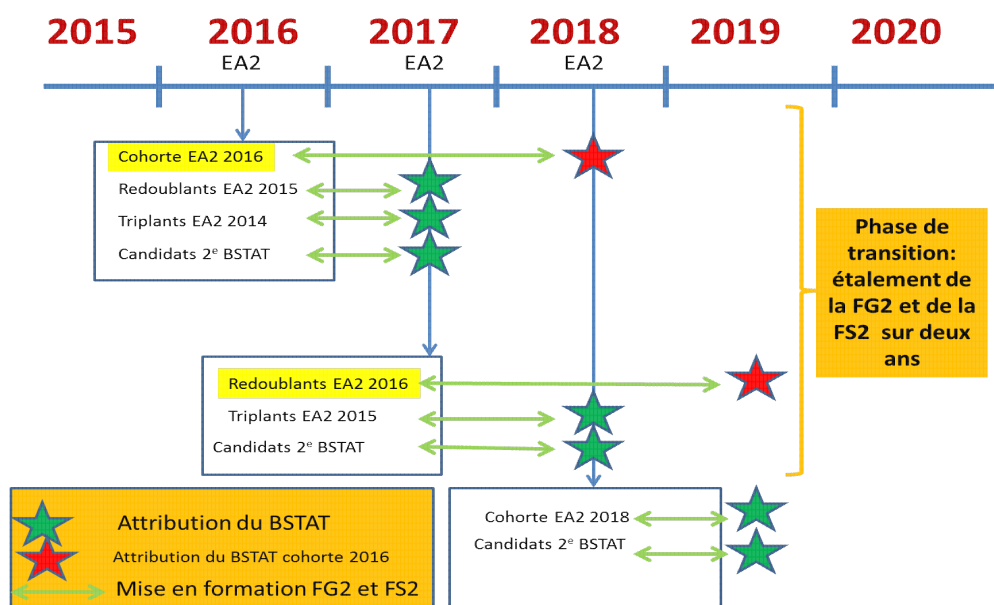 2015 2016 2017 2018 2019 2020
EA2 EA2 EA2
Cohorte EA2 2016
Redoublants EA2 2015
Triplants EA2 2014
Candidats 2e BSTAT
Phase de
transition:
étalement de
la FG2 et de la
FS2 sur deux
ans
Redoublants EA2 2016
Triplants EA2 2015
Candidats 2e BSTAT
Cohorte EA2 2018
Candidats 2e BSTAT
Attribution du BSTAT
Attribution du BSTAT cohorte 2016
Mise en formation FG2 et FS2